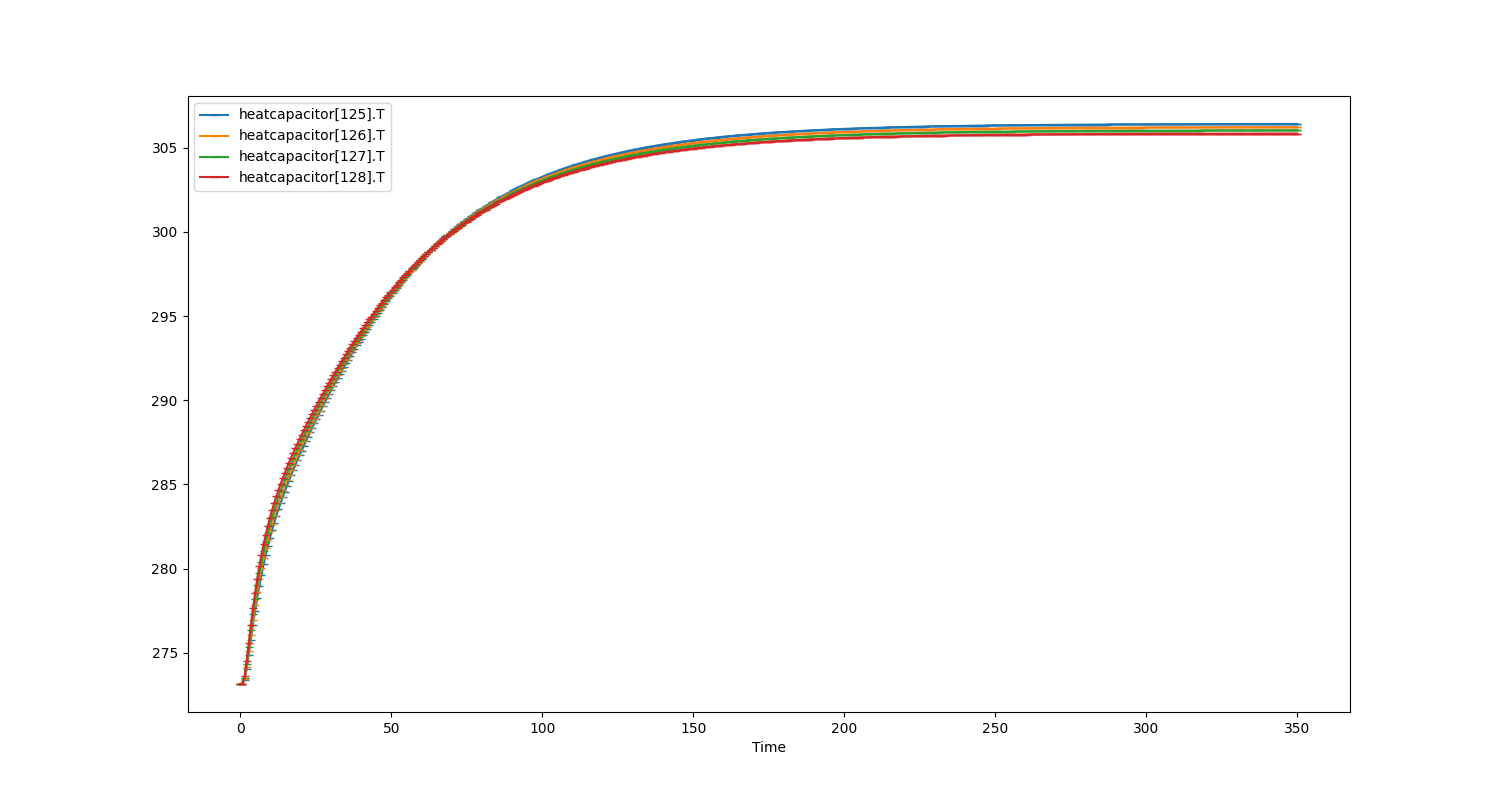 heatcapacitor[125].T
heatcapacitor[126].T
heatcapacitor[127].T
heatcapacitor[128].T
305
300
295
290
285
280
275
0 50 100 150 200 250 300 350
Time